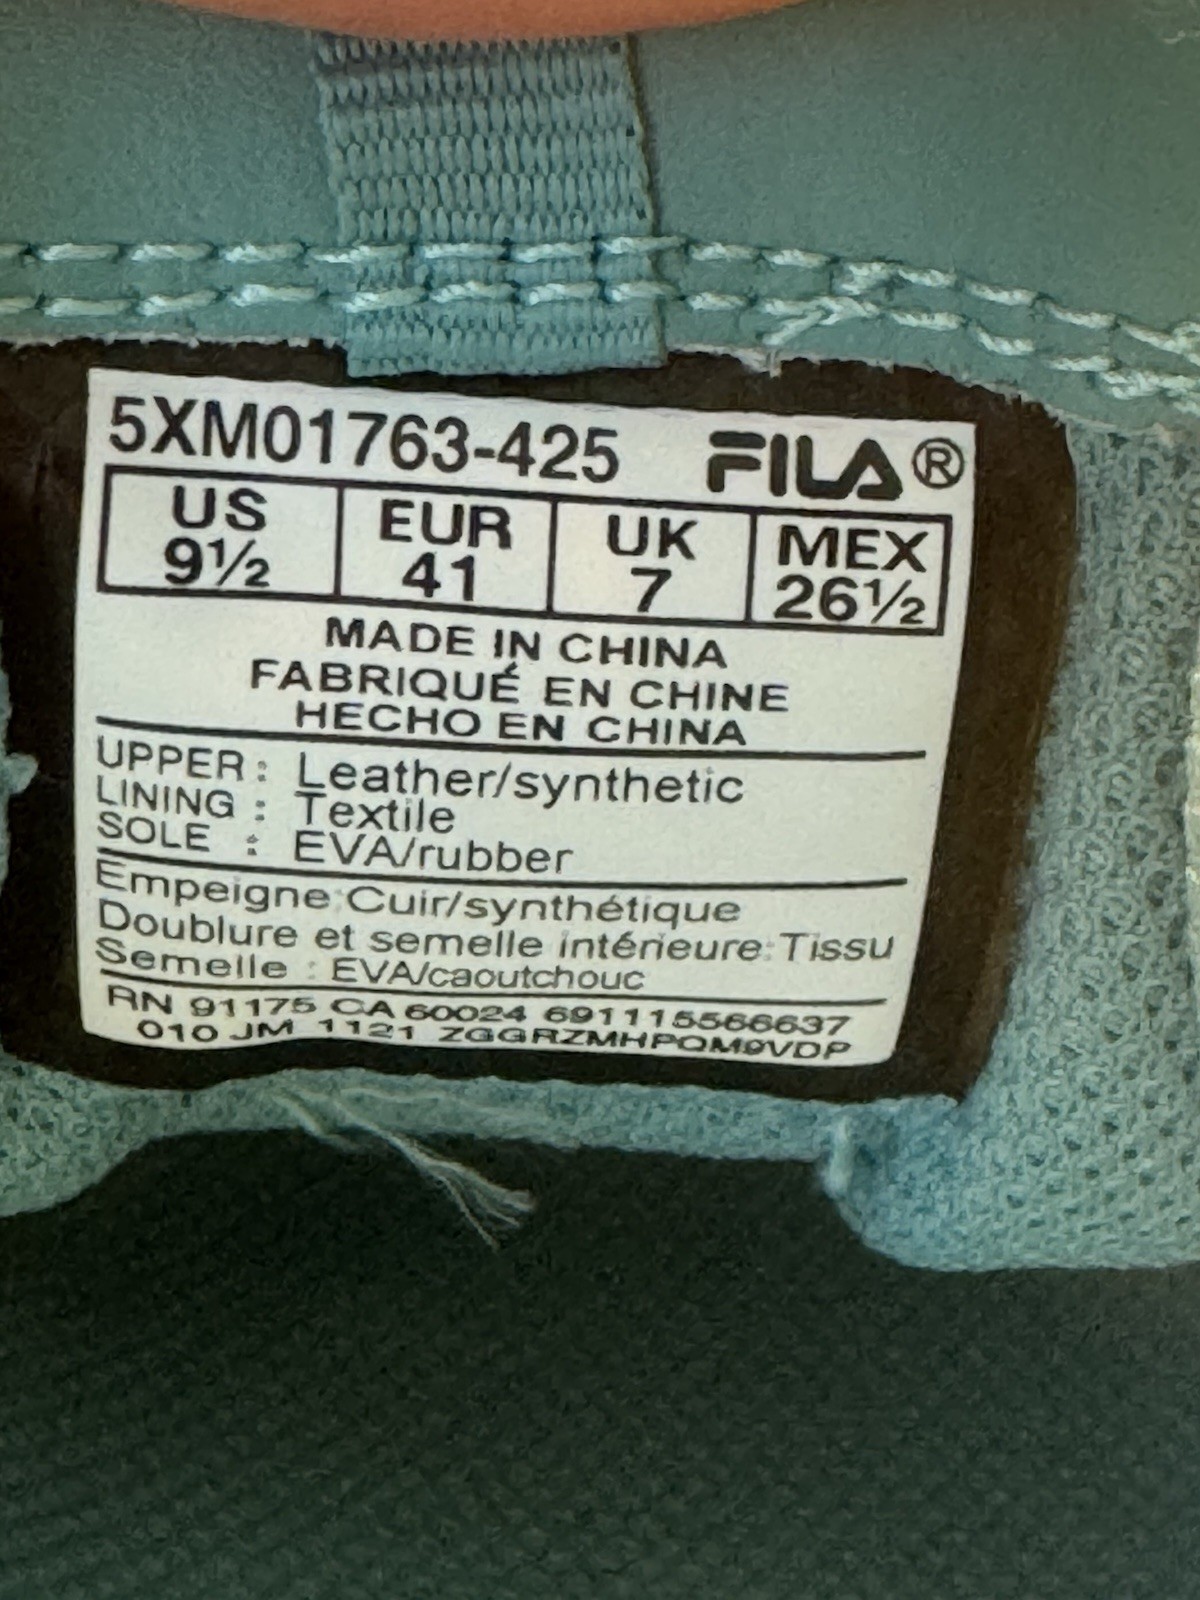 5XM01763-425 FILA®
US EUR UK MEX
9½ 41 7 26½
MADE IN CHINA
FABRIQUÉ EN CHINE
HECHO EN CHINA
UPPER : Leather/synthetic
LINING : Textile
SOLE : EVA/rubber
Empeigne:Cuir/synthétique
Doublure et semelle intérieure:Tissu
Semelle : EVA/caoutchouc
RN 91175 CA 60024 691115566637
010 JM 1121 ZGGRZMHPQM9VDP